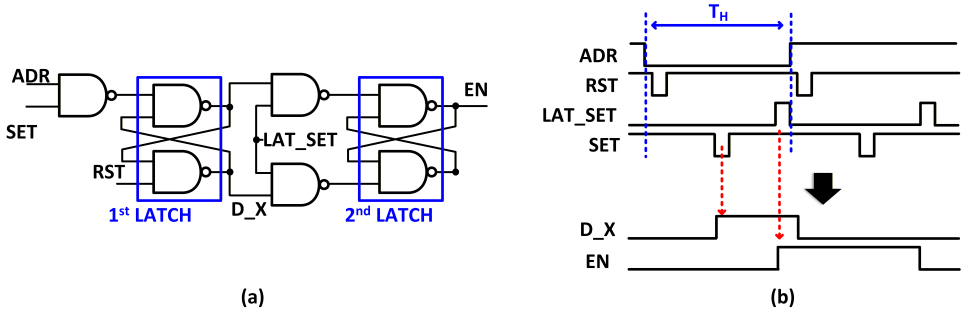 ADR
SET
RST
1st LATCH
D_X
LAT_SET
2nd LATCH
EN
(a)
TH
ADR
RST
LAT_SET
SET
D_X
EN
(b)